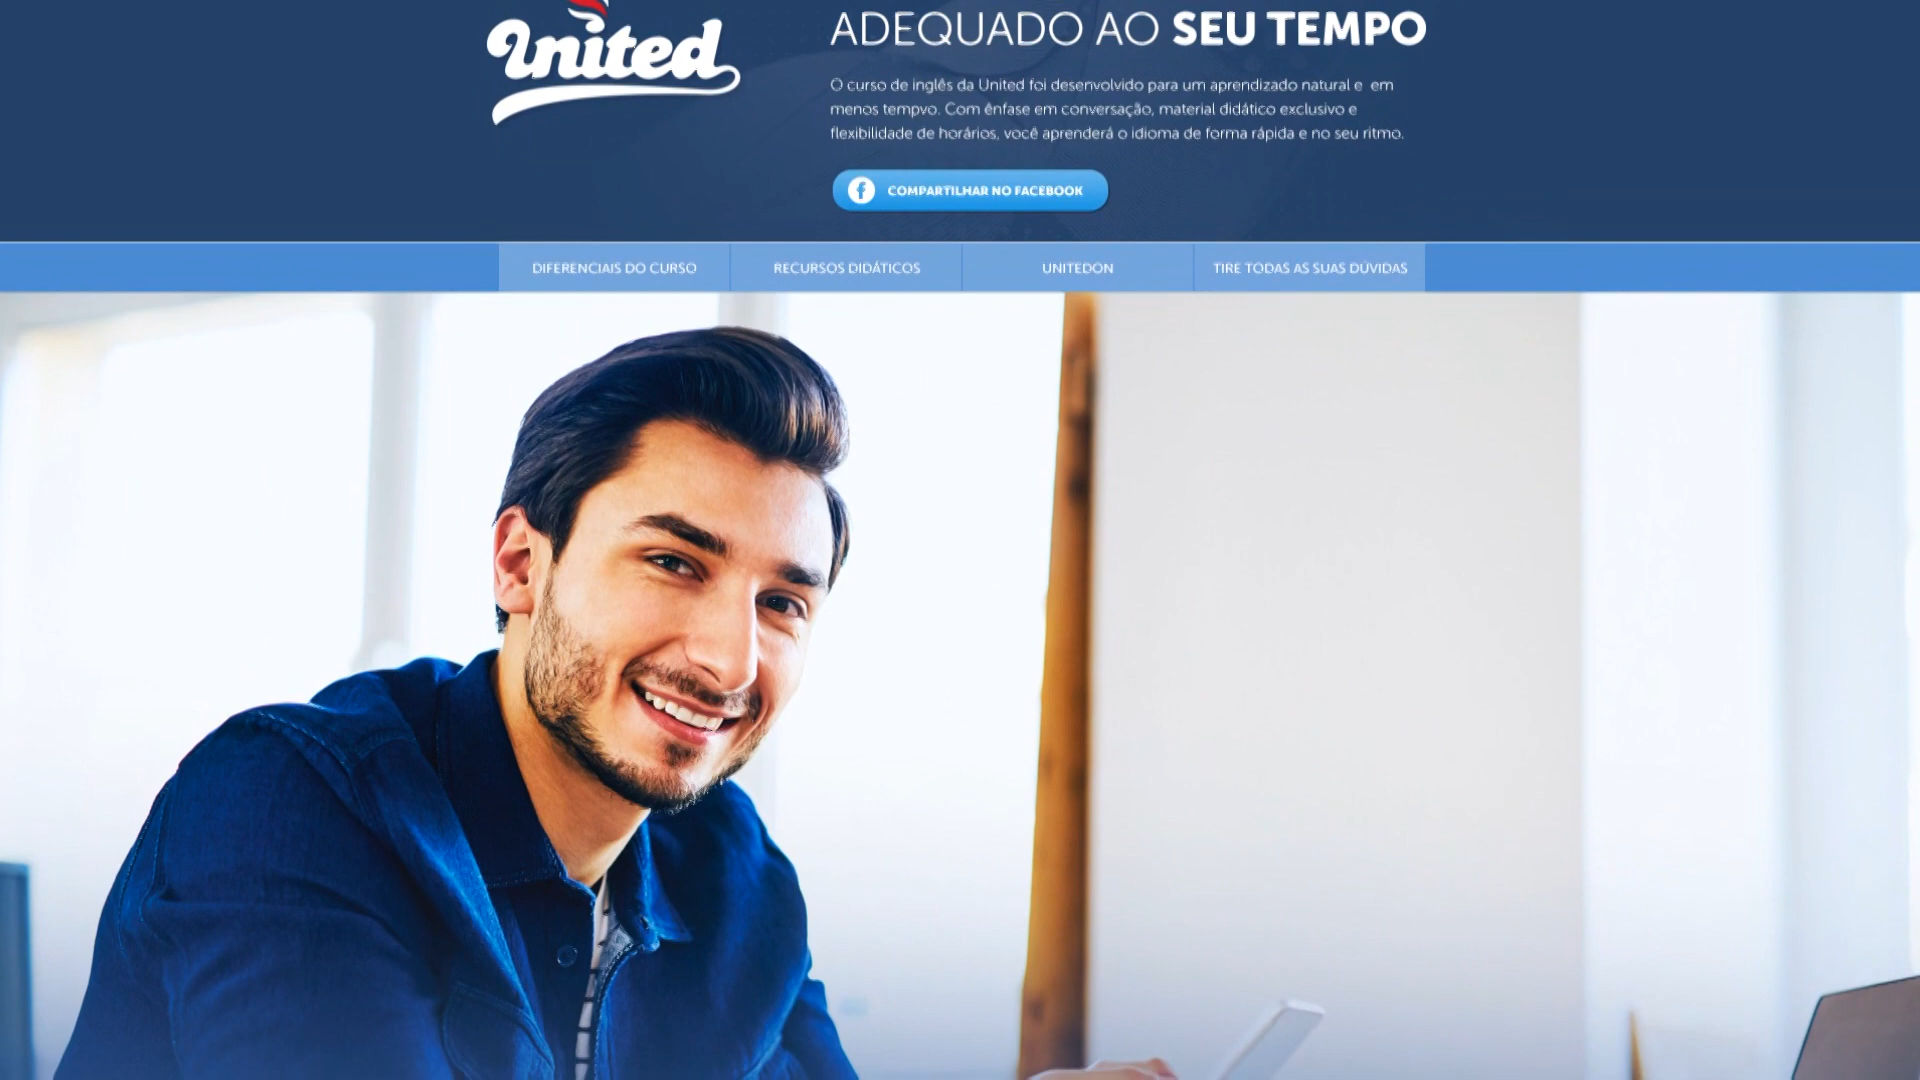 United
ADEQUADO AO SEU TEMPO
O curso de inglês da United foi desenvolvido para um aprendizado natural e em
menos tempvo. Com ênfase em conversação, material didático exclusivo e
flexibilidade de horários, você aprenderá o idioma de forma rápida e no seu ritmo.
COMPARTILHAR NO FACEBOOK
DIFERENCIAIS DO CURSO
RECURSOS DIDÁTICOS
UNITEDON
TIRE TODAS AS SUAS DÚVIDAS